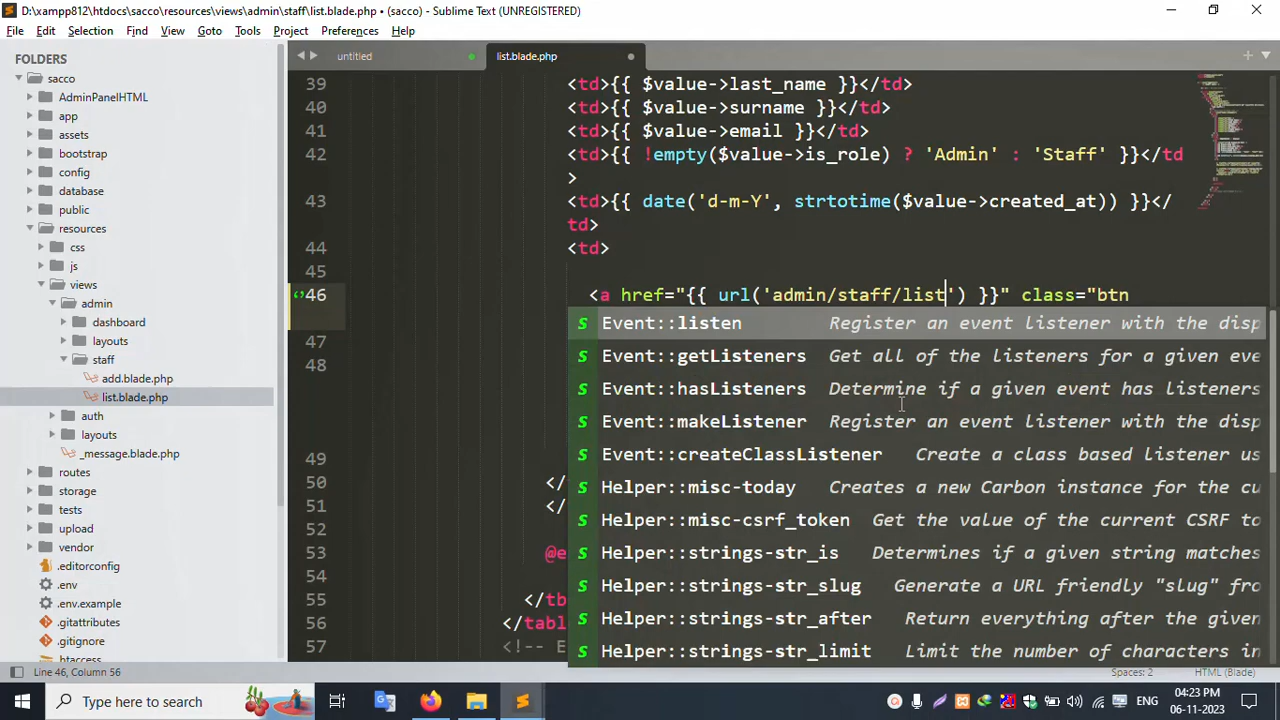 D:\xampp812\htdocs\sacco\resources\views\admin\staff\list.blade.php • (sacco) - Sublime Text (UNREGISTERED)
File Edit Selection Find View Goto Tools Project Preferences Help
FOLDERS
sacco
AdminPanelHTML
app
assets
bootstrap
config
database
public
resources
css
js
views
admin
dashboard
layouts
staff
add.blade.php
list.blade.php
auth
layouts
_message.blade.php
routes
storage
tests
upload
vendor
.editorconfig
.env
.env.example
.gitattributes
.gitignore
.htaccess
untitled
list.blade.php
39 <td>{{ $value->last_name }}</td>
40 <td>{{ $value->surname }}</td>
41 <td>{{ $value->email }}</td>
42 <td>{{ !empty($value->is_role) ? 'Admin' : 'Staff' }}</td
>
43 <td>{{ date('d-m-Y', strtotime($value->created_at)) }}</
td>
44 <td>
45
46 <a href="{{ url('admin/staff/list') }}" class="btn
Event::listen Register an event listener with the disp
47
Event::getListeners Get all of the listeners for a given eve
48
Event::hasListeners Determine if a given event has listeners
Event::makeListener Register an event listener with the disp
49
Event::createClassListener Create a class based listener us
50 </
Helper::misc-today Creates a new Carbon instance for the cu
51 </
Helper::misc-csrf_token Get the value of the current CSRF to
52
53 @e
Helper::strings-str_is Determines if a given string matches
54
Helper::strings-str_slug Generate a URL friendly "slug" fro
55 </tb
Helper::strings-str_after Return everything after the given
56 </table
57 <!-- E
Helper::strings-str_limit Limit the number of characters in
Line 46, Column 56
Spaces: 2
HTML (Blade)
Type here to search
ENG
04:23 PM
06-11-2023